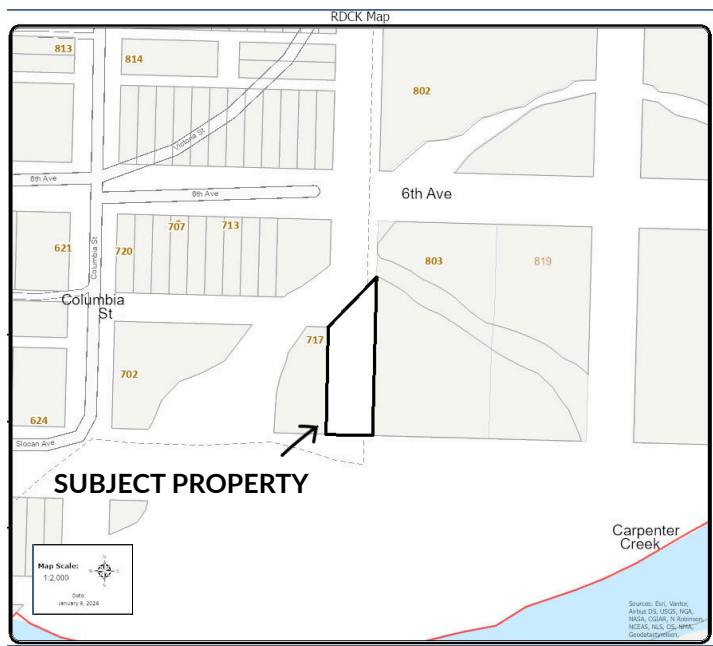 RDCK Map
813
814
802
Victoria St
6th Ave
6th Ave
6th Ave
621
720
707
713
Columbia St
803
819
Columbia
St
717
702
624
Slocan Ave
SUBJECT PROPERTY
Carpenter
Creek
Map Scale:
1:2,000
N
W
E
S
Date:
January 9, 2026
Sources: Esri, Vantor,
Airbus DS, USGS, NGA,
NASA, CGIAR, N Robinson,
NCEAS, NLS, OS, NMA,
Geodatastyrelsen,